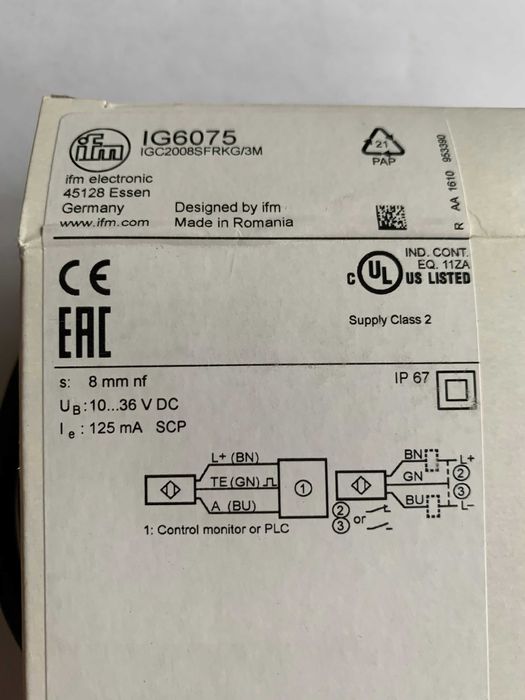 ifm
IG6075
IGC2008SFRKG/3M
21
PAP
R AA 1610 953390
ifm electronic
45128 Essen
Germany
www.ifm.com
Designed by ifm
Made in Romania
CE
EAC
C UL US LISTED
IND. CONT.
EQ. 11ZA
Supply Class 2
s: 8 mm nf
UB: 10...36 V DC
Ie: 125 mA SCP
IP 67
L+ (BN)
TE (GN)
A (BU)
1
1: Control monitor or PLC
BN
L+
GN
2
3
BU
L-
2
3 or